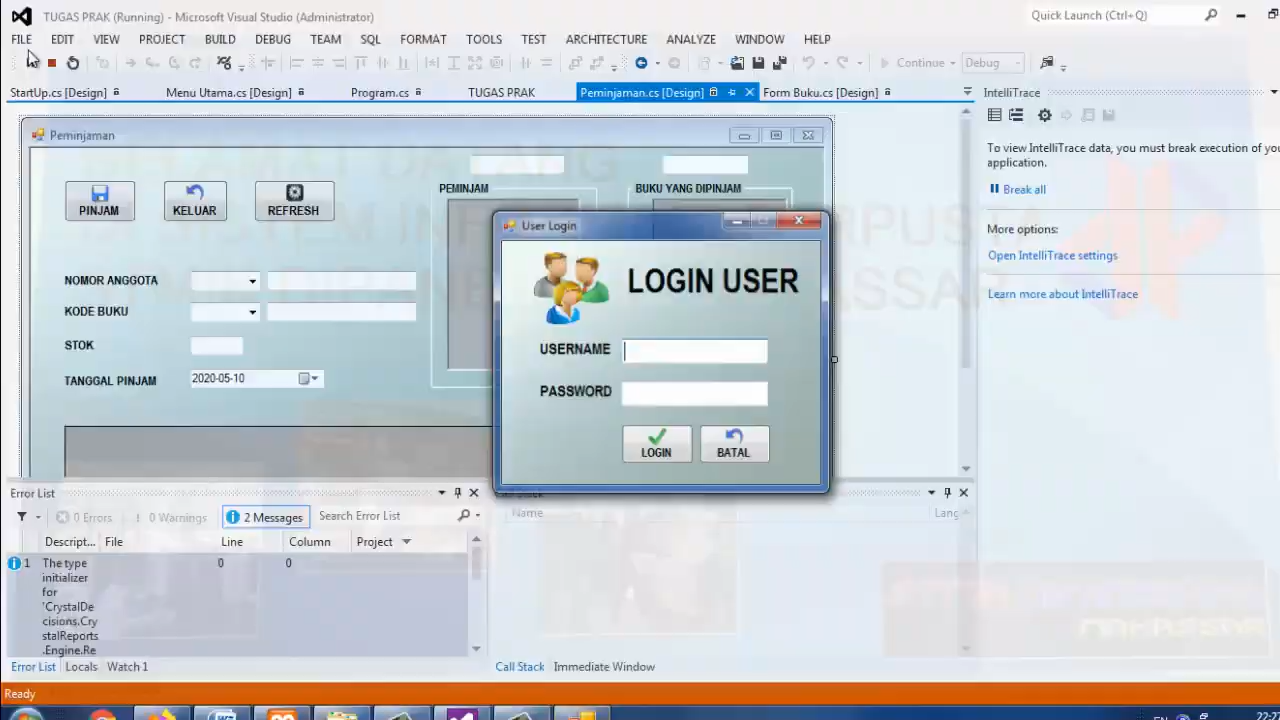 TUGAS PRAK (Running) - Microsoft Visual Studio (Administrator)
Quick Launch (Ctrl+Q)
FILE EDIT VIEW PROJECT BUILD DEBUG TEAM SQL FORMAT TOOLS TEST ARCHITECTURE ANALYZE WINDOW HELP
Continue Debug
StartUp.cs [Design] Menu Utama.cs [Design] Program.cs TUGAS PRAK Peminjaman.cs [Design] Form Buku.cs [Design]
IntelliTrace
Peminjaman
PINJAM KELUAR REFRESH
PEMINJAM BUKU YANG DIPINJAM
NOMOR ANGGOTA
KODE BUKU
STOK
TANGGAL PINJAM 2020-05-10
User Login
LOGIN USER
USERNAME
PASSWORD
LOGIN BATAL
To view IntelliTrace data, you must break execution of your
application.
Break all
More options:
Open IntelliTrace settings
Learn more about IntelliTrace
Error List
0 Errors 0 Warnings 2 Messages Search Error List
Descript... File Line Column Project
1 The type 0 0
initializer
for
'CrystalDe
cisions.Cry
stalReports
.Engine.Re
Error List Locals Watch 1
Call Stack
Name Lang
Call Stack Immediate Window
Ready
EN